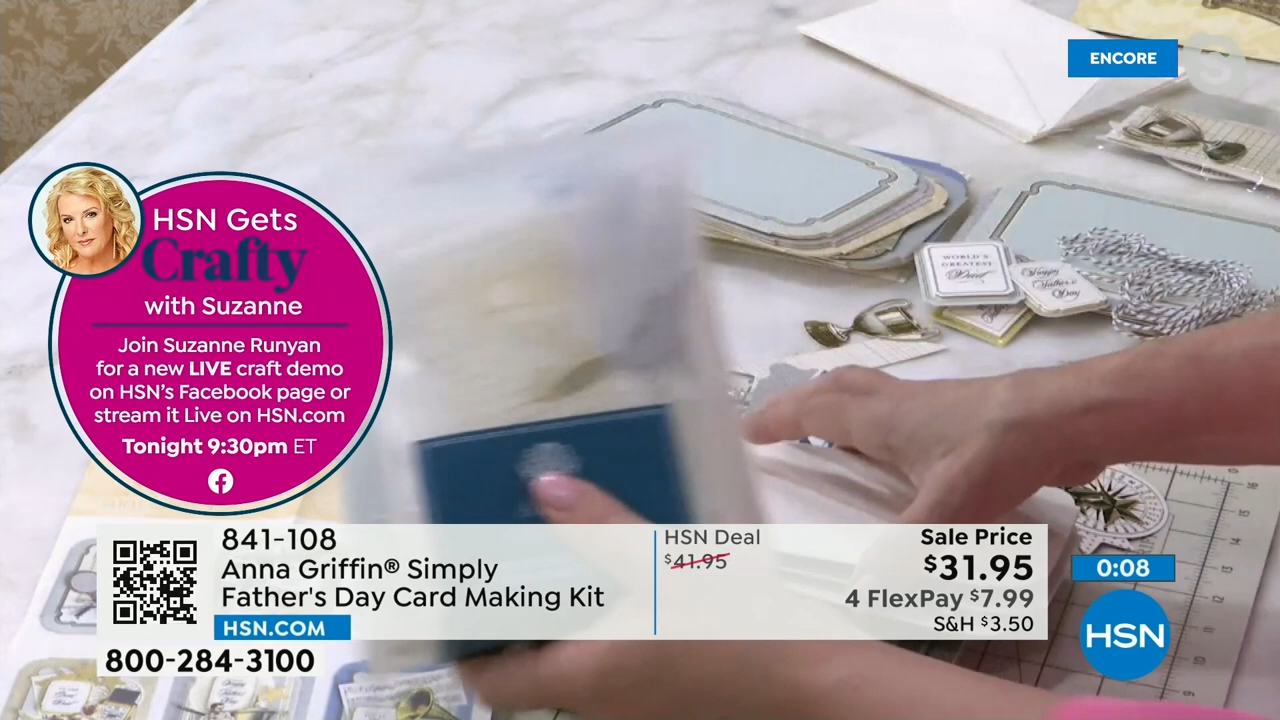 ENCORE
S
HSN Gets
Crafty
with Suzanne
Join Suzanne Runyan
for a new LIVE craft demo
on HSN's Facebook page or
stream it Live on HSN.com
Tonight 9:30pm ET
WORLD'S
GREATEST
Dad
Happy
Father's
Day
841-108
Anna Griffin® Simply
Father's Day Card Making Kit
HSN.COM
800-284-3100
HSN Deal
$41.95
Sale Price
$31.95
4 FlexPay $7.99
S&H $3.50
0:08
HSN